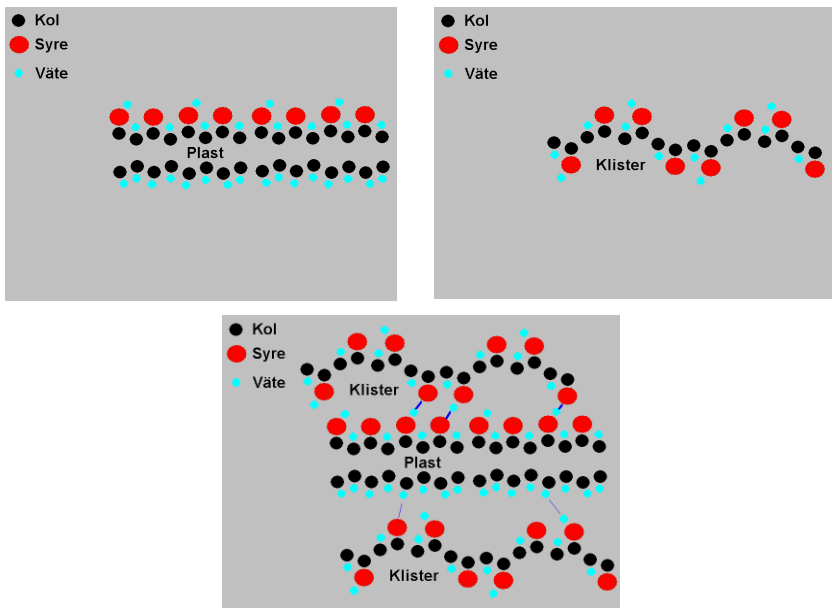 Kol
Syre
Väte
Plast
Kol
Syre
Väte
Klister
Kol
Syre
Väte
Klister
Plast
Klister